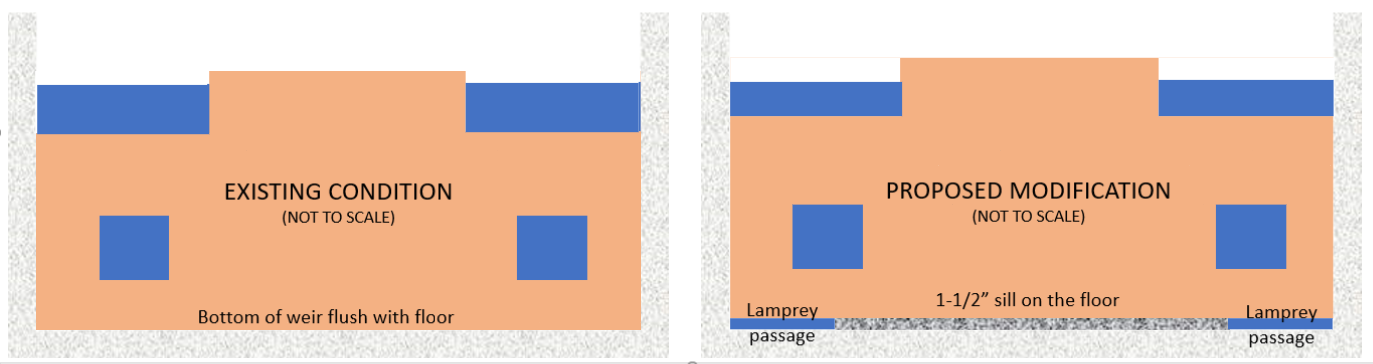 EXISTING CONDITION
(NOT TO SCALE)
Bottom of weir flush with floor
PROPOSED MODIFICATION
(NOT TO SCALE)
1-1/2” sill on the floor
Lamprey
passage
Lamprey
passage